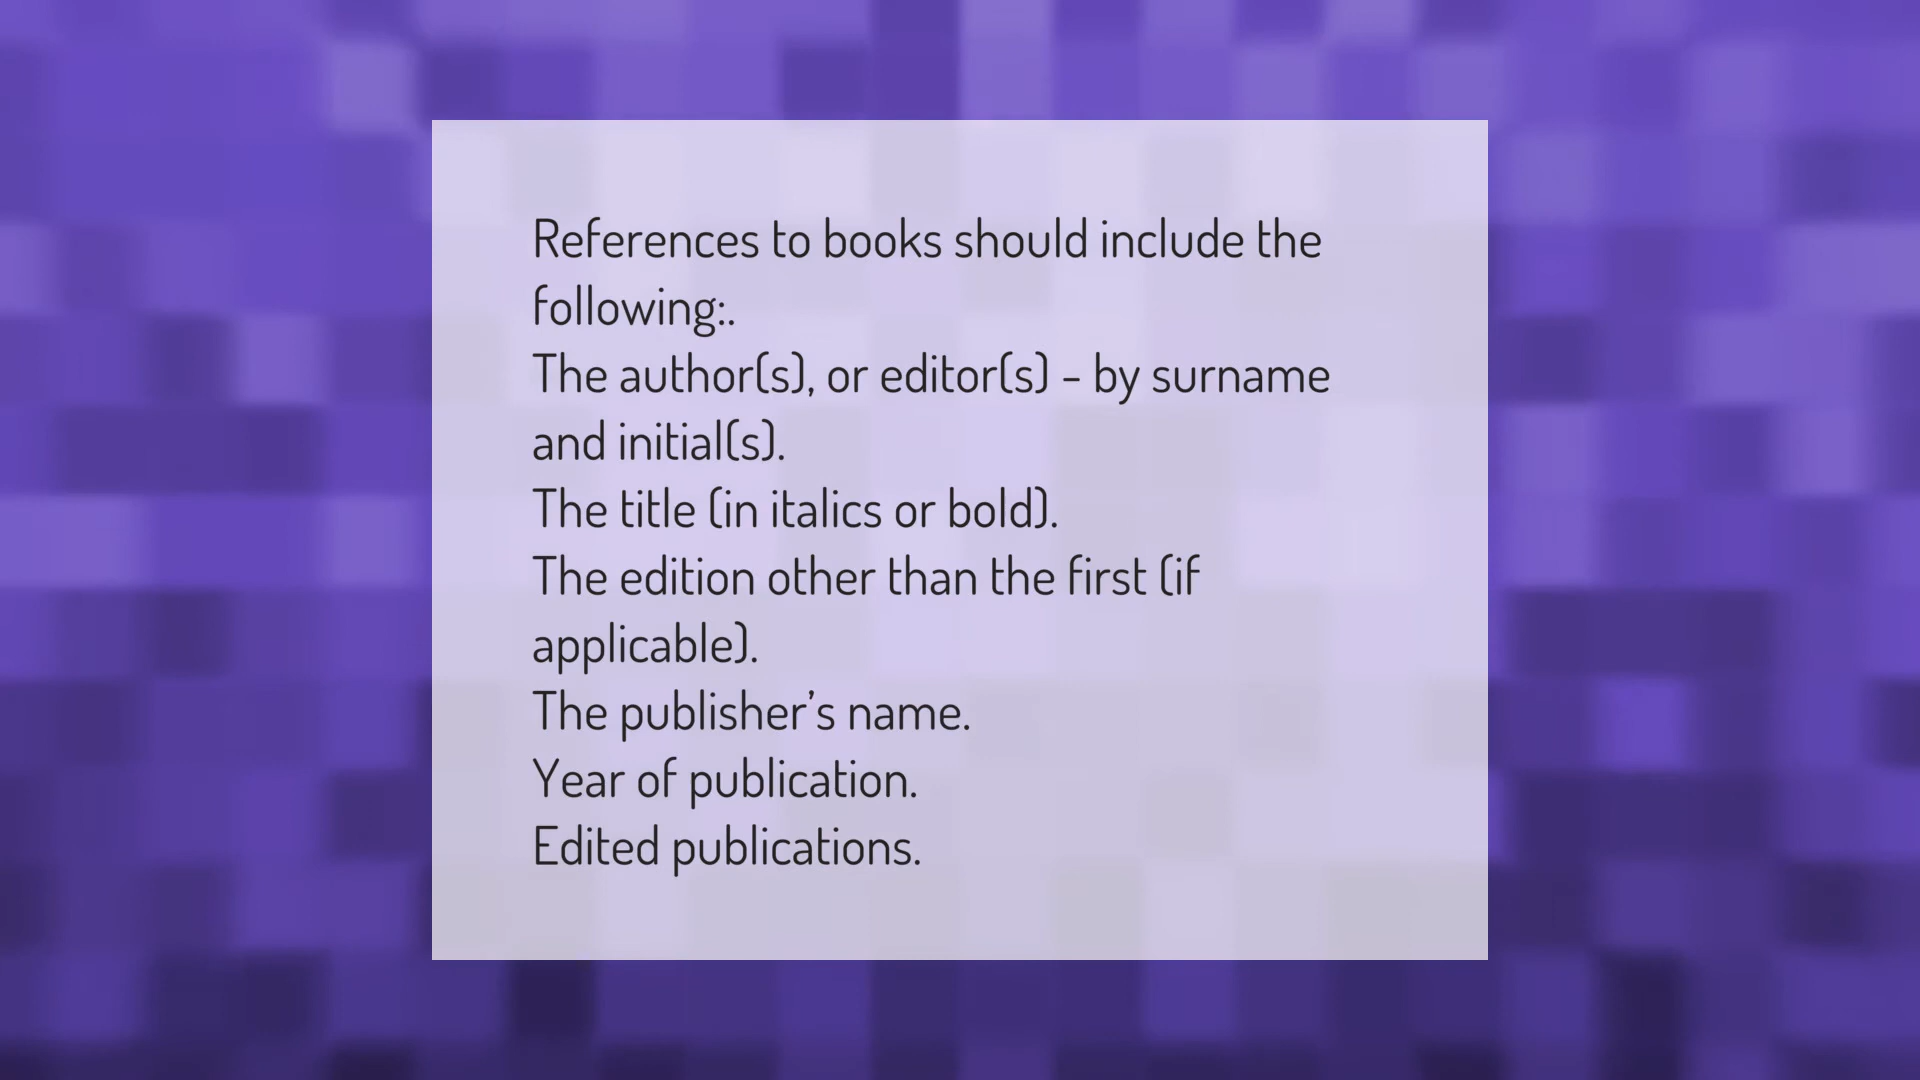 References to books should include the
following:.
The author(s), or editor(s) - by surname
and initial(s).
The title (in italics or bold).
The edition other than the first (if
applicable).
The publisher’s name.
Year of publication.
Edited publications.